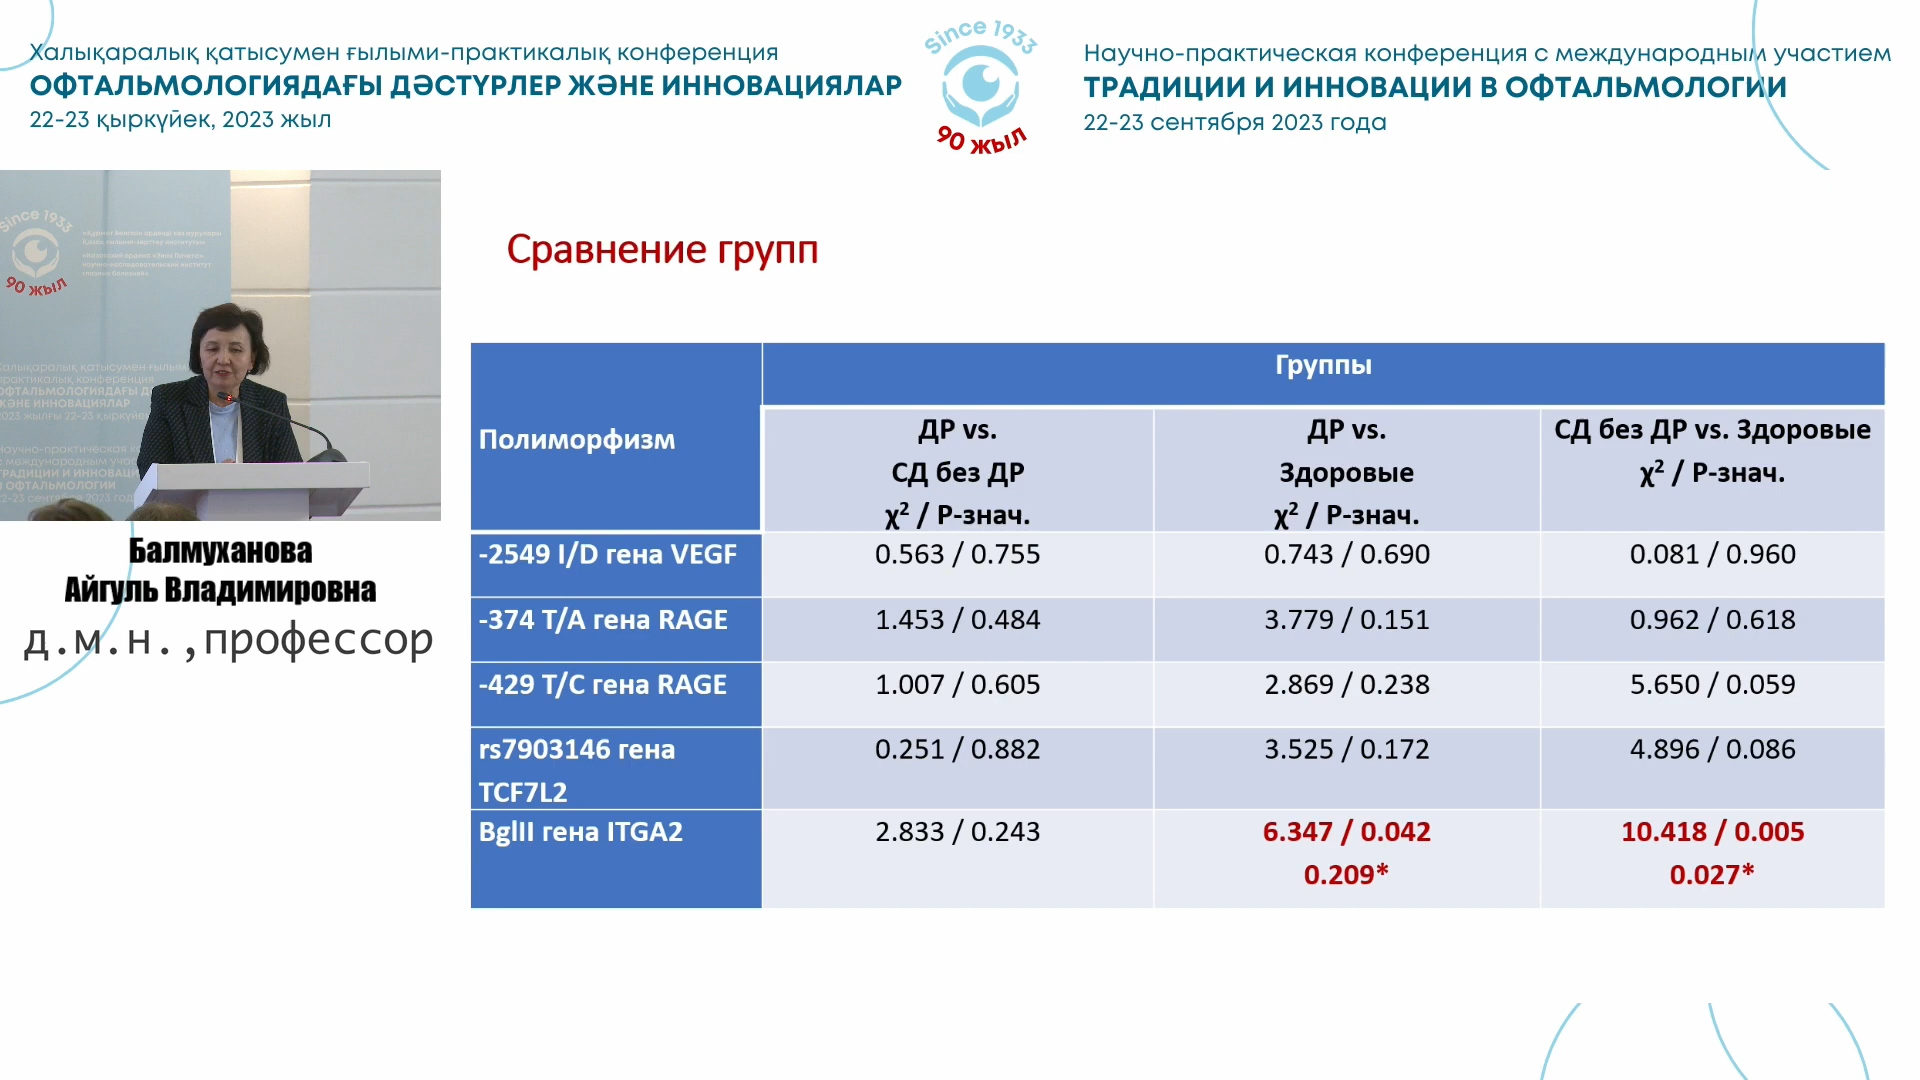 Халықаралық қатысумен ғылыми-практикалық конференция
ОФТАЛЬМОЛОГИЯДАҒЫ ДӘСТҮРЛЕР ЖӘНЕ ИННОВАЦИЯЛАР
22-23 қыркүйек, 2023 жыл
Since 1933
90 жыл
Научно-практическая конференция с международным участием
ТРАДИЦИИ И ИННОВАЦИИ В ОФТАЛЬМОЛОГИИ
22-23 сентября 2023 года
Since 1933
90 жыл
Балмуханова
Айгуль Владимировна
д.м.н.,профессор
Сравнение групп
Полиморфизм
Группы
ДР vs.
СД без ДР
χ² / Р-знач.
ДР vs.
Здоровые
χ² / Р-знач.
СД без ДР vs. Здоровые
χ² / Р-знач.
-2549 I/D гена VEGF 0.563 / 0.755 0.743 / 0.690 0.081 / 0.960
-374 T/A гена RAGE 1.453 / 0.484 3.779 / 0.151 0.962 / 0.618
-429 T/C гена RAGE 1.007 / 0.605 2.869 / 0.238 5.650 / 0.059
rs7903146 гена 0.251 / 0.882 3.525 / 0.172 4.896 / 0.086
TCF7L2
BglII гена ITGA2 2.833 / 0.243 6.347 / 0.042 10.418 / 0.005
0.209* 0.027*